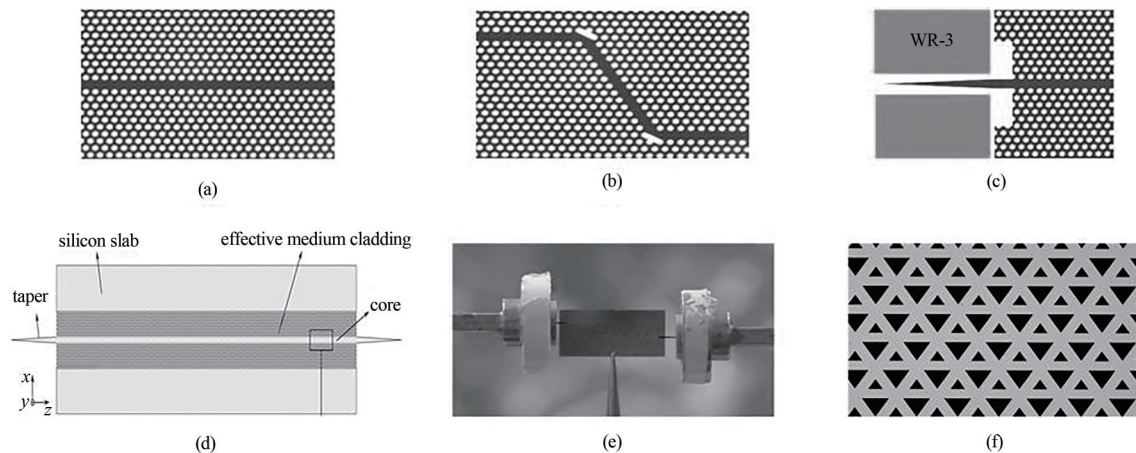 WR-3
(a)
(b)
(c)
silicon slab
effective medium cladding
taper
core
x
y
z
(d)
(e)
(f)